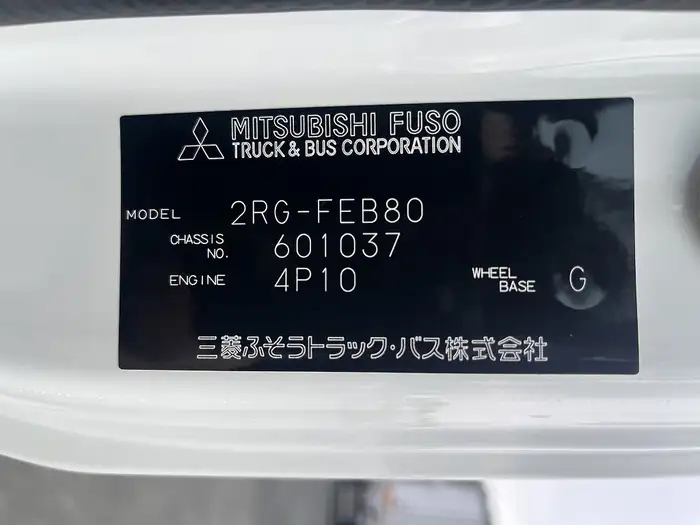 MITSUBISHI FUSO
TRUCK & BUS CORPORATION
MODEL 2RG-FEB80
CHASSIS NO. 601037
ENGINE 4P10 WHEEL BASE G
三菱ふそうトラック・バス株式会社